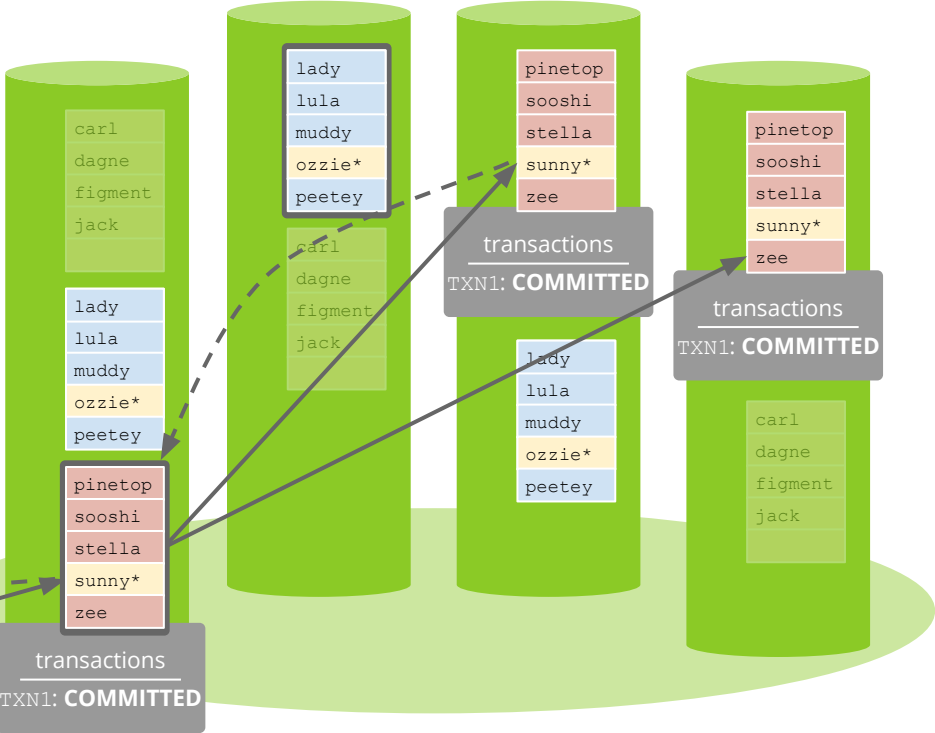 carl
dagne
figment
jack
lady
lula
muddy
ozzie*
peetey
pinetop
sooshi
stella
sunny*
zee
transactions
TXN1: COMMITTED
lady
lula
muddy
ozzie*
peetey
carl
dagne
figment
jack
pinetop
sooshi
stella
sunny*
zee
transactions
TXN1: COMMITTED
lady
lula
muddy
ozzie*
peetey
pinetop
sooshi
stella
sunny*
zee
transactions
TXN1: COMMITTED
carl
dagne
figment
jack